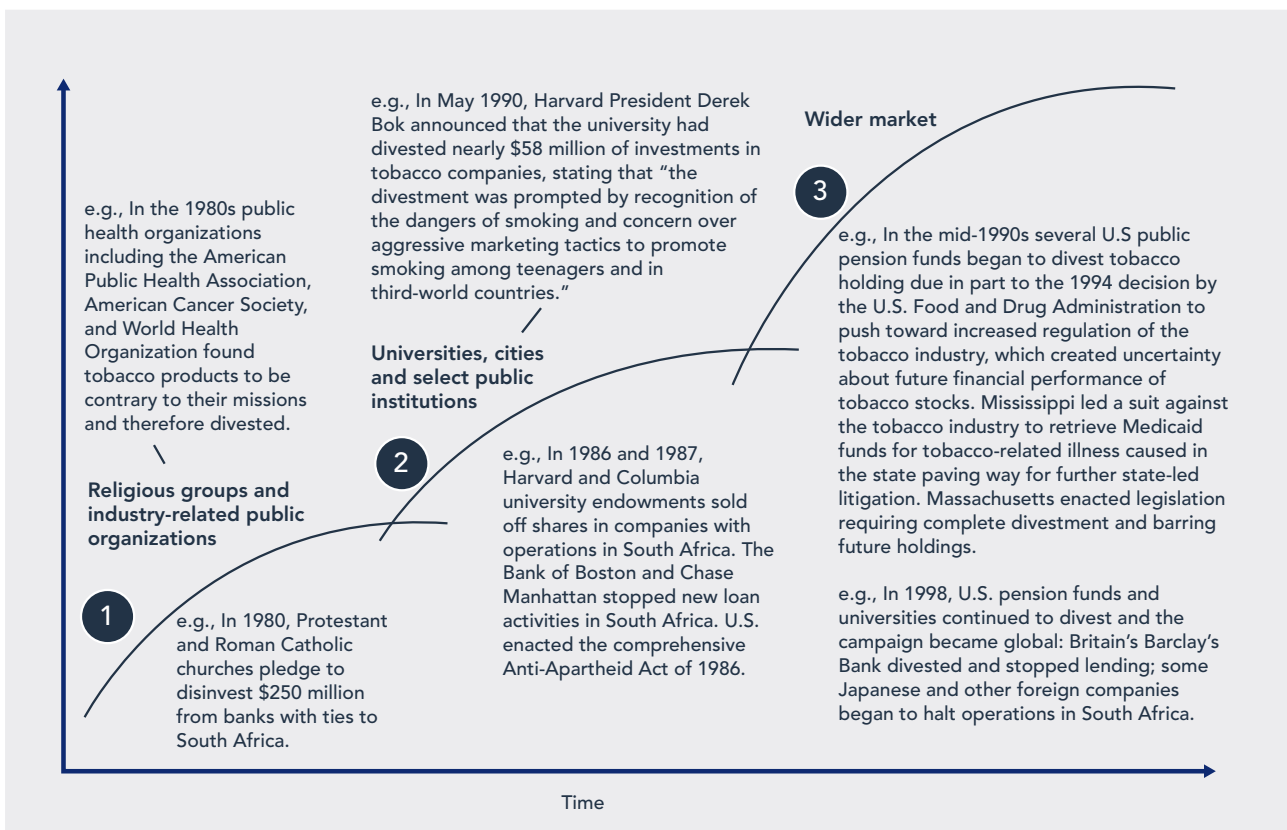 e.g., In the 1980s public
health organizations
including the American
Public Health Association,
American Cancer Society,
and World Health
Organization found
tobacco products to be
contrary to their missions
and therefore divested.
Religious groups and
industry-related public
organizations
1
e.g., In 1980, Protestant
and Roman Catholic
churches pledge to
disinvest $250 million
from banks with ties to
South Africa.
e.g., In May 1990, Harvard President Derek
Bok announced that the university had
divested nearly $58 million of investments in
tobacco companies, stating that “the
divestment was prompted by recognition of
the dangers of smoking and concern over
aggressive marketing tactics to promote
smoking among teenagers and in
third-world countries.”
Universities, cities
and select public
institutions
2
e.g., In 1986 and 1987,
Harvard and Columbia
university endowments sold
off shares in companies with
operations in South Africa. The
Bank of Boston and Chase
Manhattan stopped new loan
activities in South Africa. U.S.
enacted the comprehensive
Anti-Apartheid Act of 1986.
Wider market
3
e.g., In the mid-1990s several U.S public
pension funds began to divest tobacco
holding due in part to the 1994 decision by
the U.S. Food and Drug Administration to
push toward increased regulation of the
tobacco industry, which created uncertainty
about future financial performance of
tobacco stocks. Mississippi led a suit against
the tobacco industry to retrieve Medicaid
funds for tobacco-related illness caused in
the state paving way for further state-led
litigation. Massachusetts enacted legislation
requiring complete divestment and barring
future holdings.
e.g., In 1998, U.S. pension funds and
universities continued to divest and the
campaign became global: Britain’s Barclay’s
Bank divested and stopped lending; some
Japanese and other foreign companies
began to halt operations in South Africa.
Time